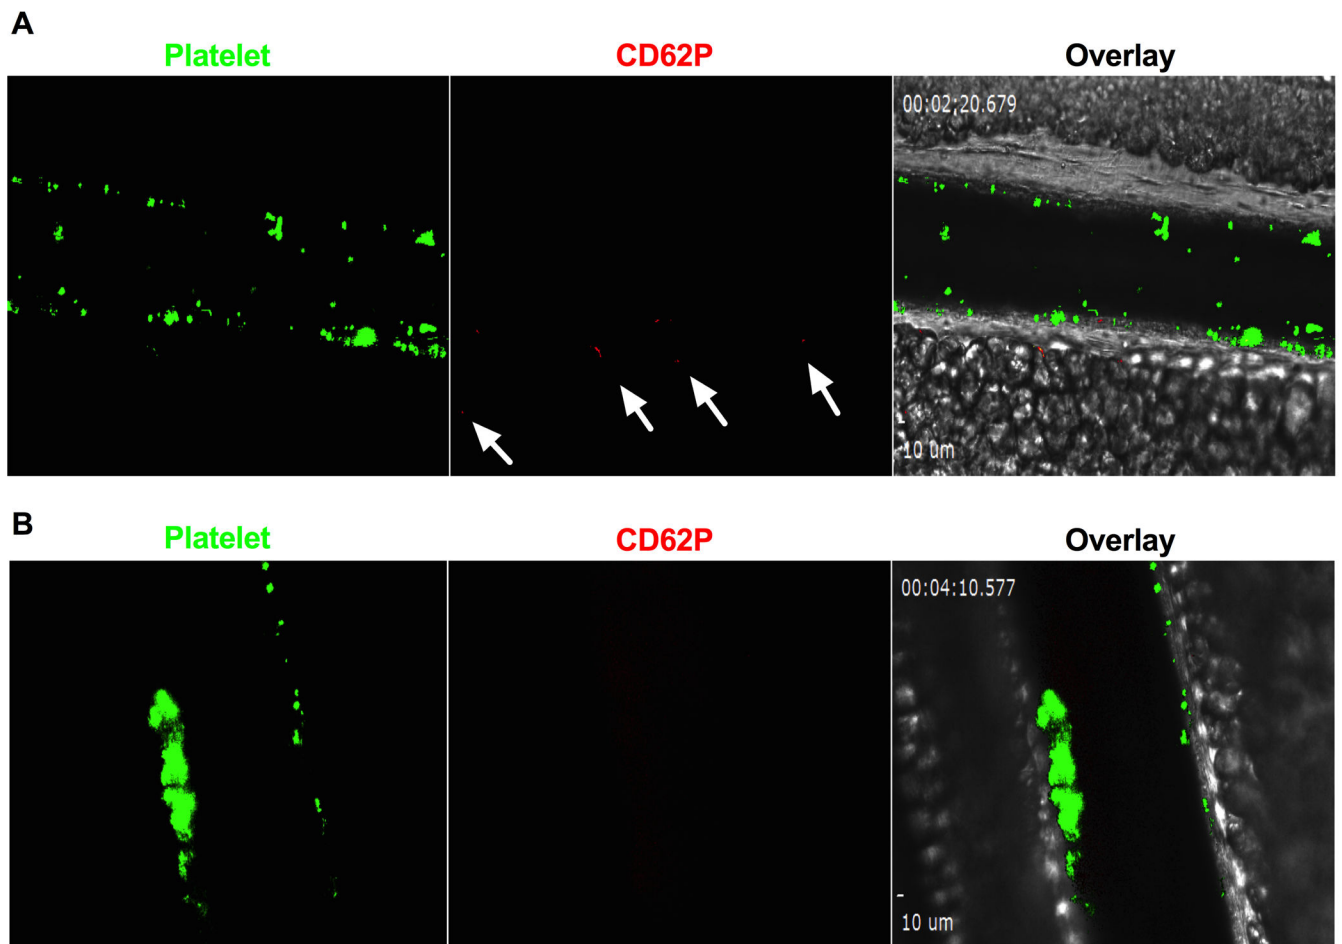 A
Platelet CD62P Overlay
00:02:20.679
10 um
B
Platelet CD62P Overlay
00:04:10.577
10 um